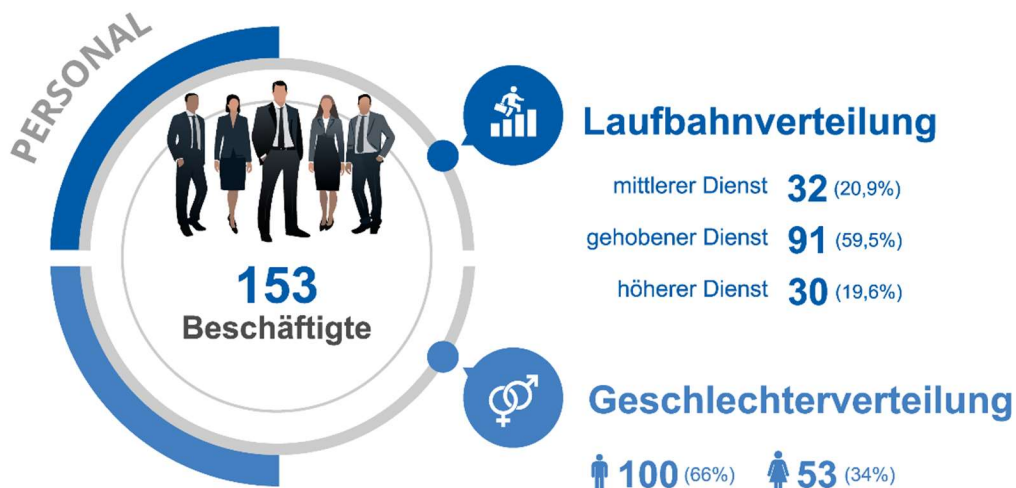 PERSONAL
153
Beschäftigte
Laufbahnverteilung
mittlerer Dienst 32 (20,9%)
gehobener Dienst 91 (59,5%)
höherer Dienst 30 (19,6%)
Geschlechterverteilung
100 (66%) 53 (34%)